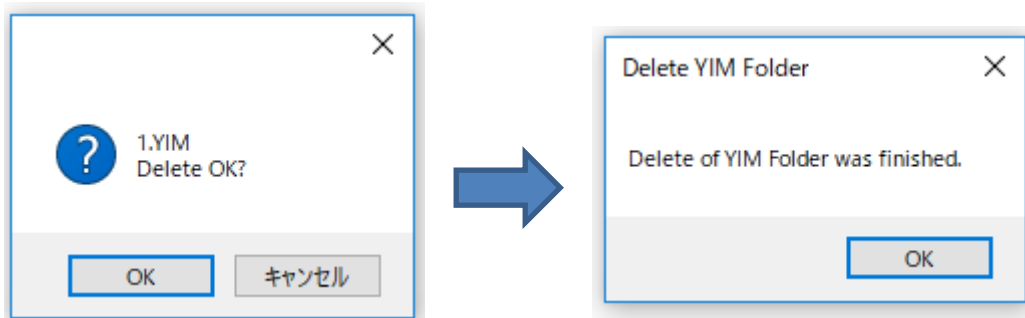 1.YIM
Delete OK?
OK
キャンセル
Delete YIM Folder
Delete of YIM Folder was finished.
OK